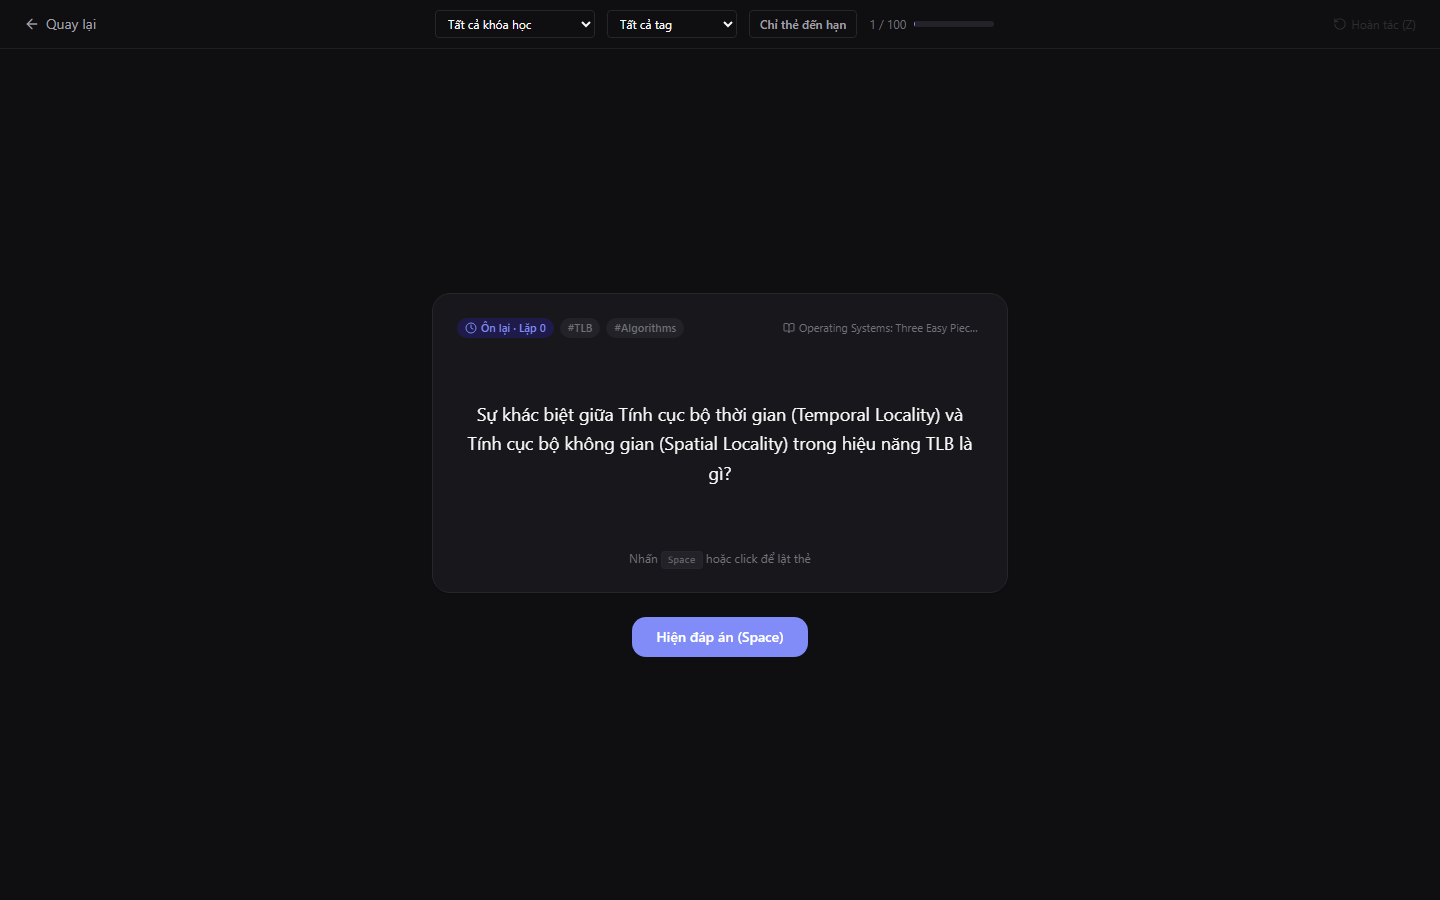 Quay lại
Tất cả khóa học
Tất cả tag
Chỉ thẻ đến hạn
1 / 100
Hoàn tác (Z)
Ôn lại · Lặp 0
#TLB
#Algorithms
Operating Systems: Three Easy Piec...
Sự khác biệt giữa Tính cục bộ thời gian (Temporal Locality) và
Tính cục bộ không gian (Spatial Locality) trong hiệu năng TLB là
gì?
Nhấn Space hoặc click để lật thẻ
Hiện đáp án (Space)